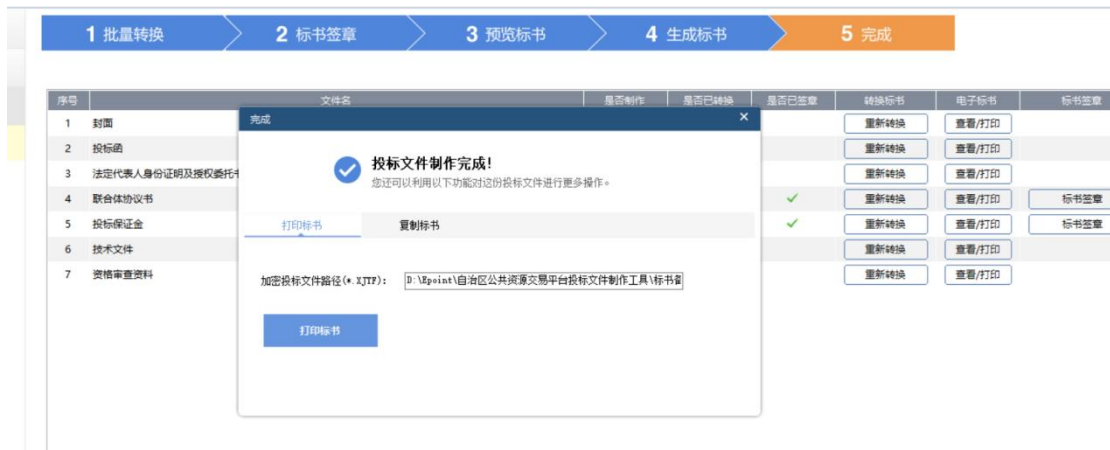 1 批量转换
2 标书签章
3 预览标书
4 生成标书
5 完成
序号 文件名 是否制作 是否已转换 是否已签章 转换标书 电子标书 标书签章
1 封面 重新转换 查看/打印
2 投标函 重新转换 查看/打印
3 法定代表人身份证明及授权委托 重新转换 查看/打印
4 联合体协议书 重新转换 查看/打印 标书签章
5 投标保证金 重新转换 查看/打印 标书签章
6 技术文件 重新转换 查看/打印
7 资格审查资料 重新转换 查看/打印
完成 ×
投标文件制作完成!
您还可以利用以下功能对这份投标文件进行更多操作。
打印标书 复制标书
加密投标文件路径(*.XJTF): D:\Epoint\自治区公共资源交易平台投标文件制作工具\标书
打印标书